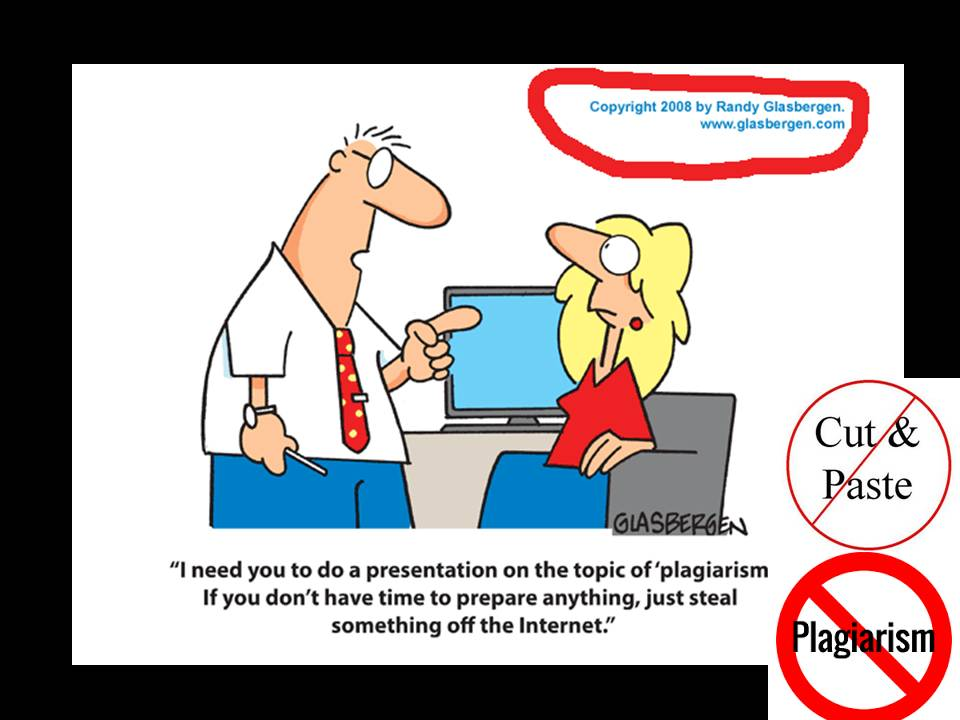 Copyright 2008 by Randy Glasbergen.
www.glasbergen.com
GLASBERGEN
“I need you to do a presentation on the topic of ‘plagiarism
If you don’t have time to prepare anything, just steal
something off the Internet.”
Cut &
Paste
Plagiarism